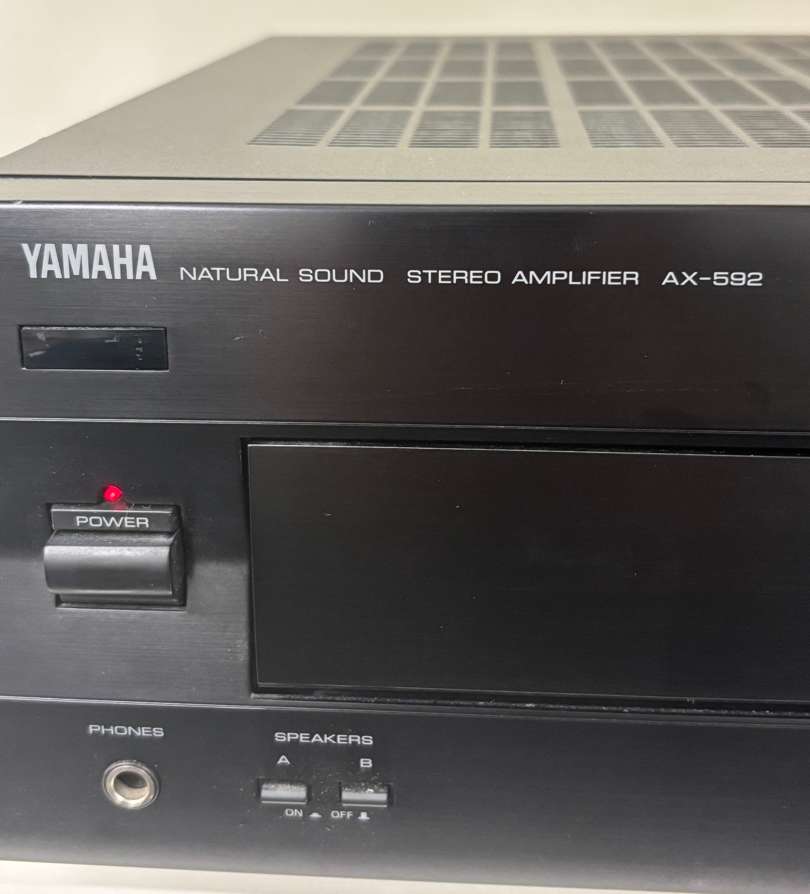 YAMAHA NATURAL SOUND STEREO AMPLIFIER AX-592
POWER
PHONES
SPEAKERS
A B
ON OFF